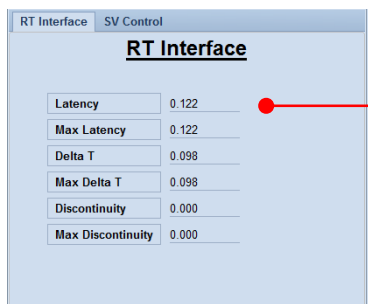 RT Interface SV Control
RT Interface
Latency 0.122
Max Latency 0.122
Delta T 0.098
Max Delta T 0.098
Discontinuity 0.000
Max Discontinuity 0.000